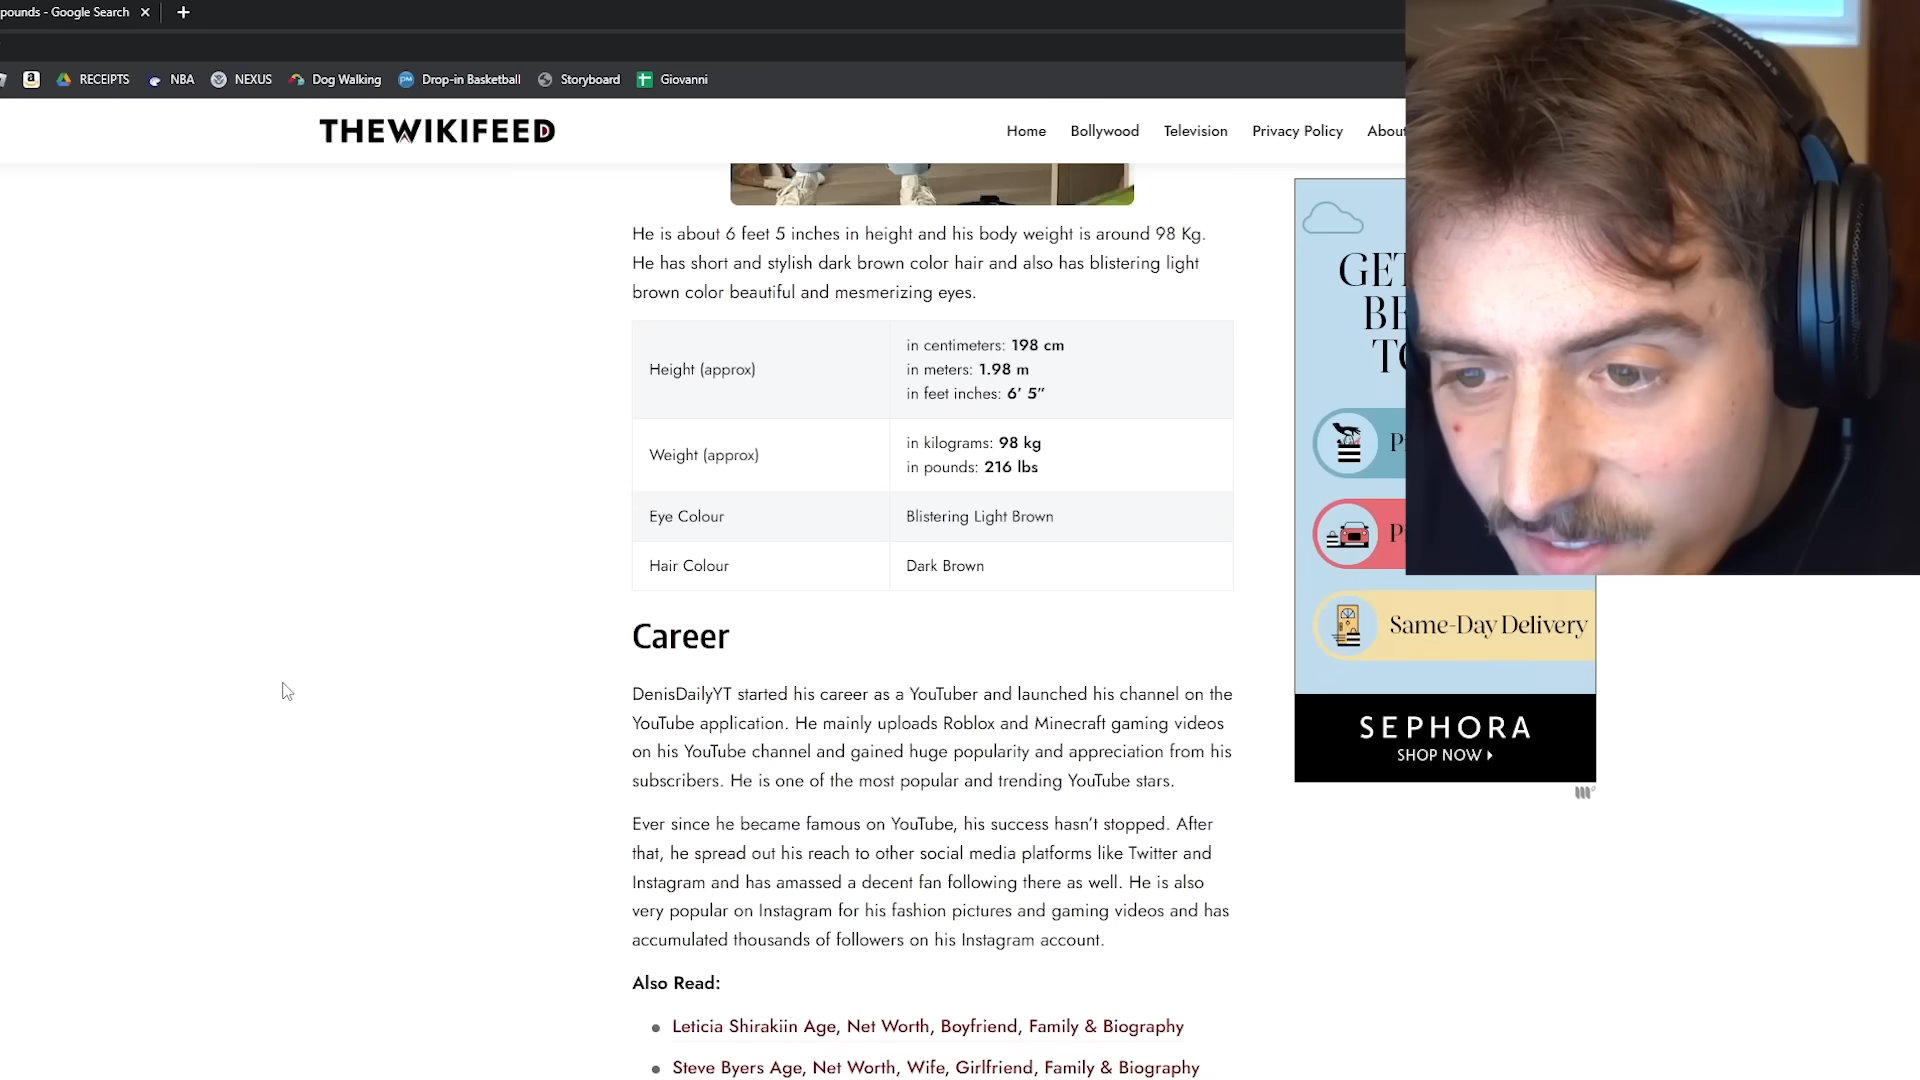 pounds - Google Search
RECEIPTS NBA NEXUS Dog Walking Drop-in Basketball Storyboard Giovanni
THEWIKIFEED
Home Bollywood Television Privacy Policy About
He is about 6 feet 5 inches in height and his body weight is around 98 Kg.
He has short and stylish dark brown color hair and also has blistering light
brown color beautiful and mesmerizing eyes.
Height (approx)
in centimeters: 198 cm
in meters: 1.98 m
in feet inches: 6’ 5”
Weight (approx)
in kilograms: 98 kg
in pounds: 216 lbs
Eye Colour Blistering Light Brown
Hair Colour Dark Brown
Career
DenisDailyYT started his career as a YouTuber and launched his channel on the
YouTube application. He mainly uploads Roblox and Minecraft gaming videos
on his YouTube channel and gained huge popularity and appreciation from his
subscribers. He is one of the most popular and trending YouTube stars.
Ever since he became famous on YouTube, his success hasn’t stopped. After
that, he spread out his reach to other social media platforms like Twitter and
Instagram and has amassed a decent fan following there as well. He is also
very popular on Instagram for his fashion pictures and gaming videos and has
accumulated thousands of followers on his Instagram account.
Also Read:
Leticia Shirakiin Age, Net Worth, Boyfriend, Family & Biography
Steve Byers Age, Net Worth, Wife, Girlfriend, Family & Biography
GET
Same-Day Delivery
SEPHORA
SHOP NOW
SENNHEISER